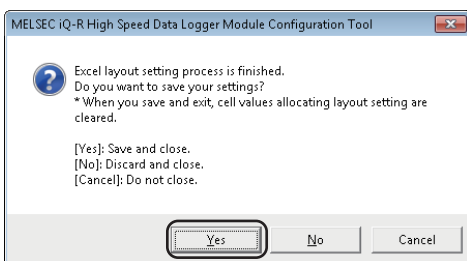 MELSEC iQ-R High Speed Data Logger Module Configuration Tool
Excel layout setting process is finished.
Do you want to save your settings?
* When you save and exit, cell values allocating layout setting are
cleared.
[Yes]: Save and close.
[No]: Discard and close.
[Cancel]: Do not close.
Yes No Cancel